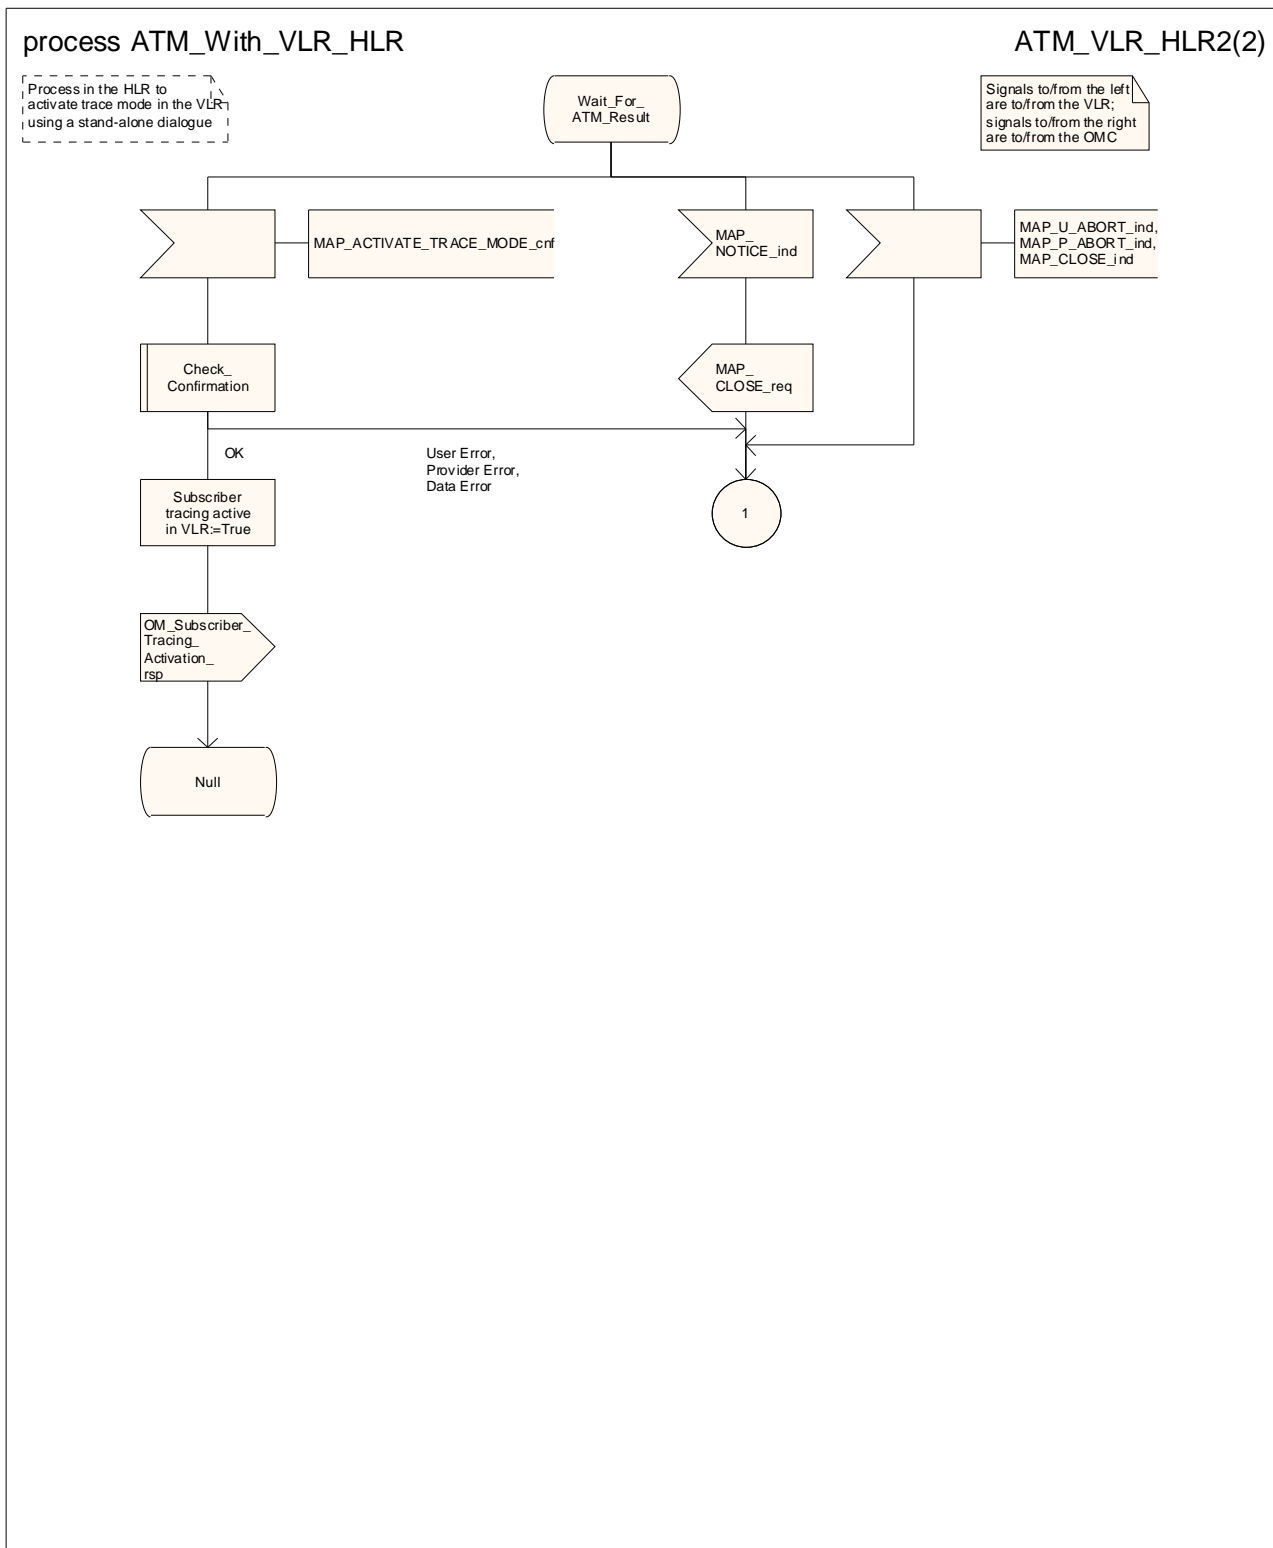 process ATM_With_VLR_HLR
ATM_VLR_HLR2(2)
Process in the HLR to
activate trace mode in the VLR
using a stand-alone dialogue
Wait_For_
ATM_Result
Signals to/from the left
are to/from the VLR;
signals to/from the right
are to/from the OMC
MAP_ACTIVATE_TRACE_MODE_cnf
MAP_
NOTICE_ind
MAP_U_ABORT_ind,
MAP_P_ABORT_ind,
MAP_CLOSE_ind
Check_
Confirmation
MAP_
CLOSE_req
OK
User Error,
Provider Error,
Data Error
Subscriber
tracing active
in VLR:=True
1
OM_Subscriber_
Tracing_
Activation_
rsp
Null